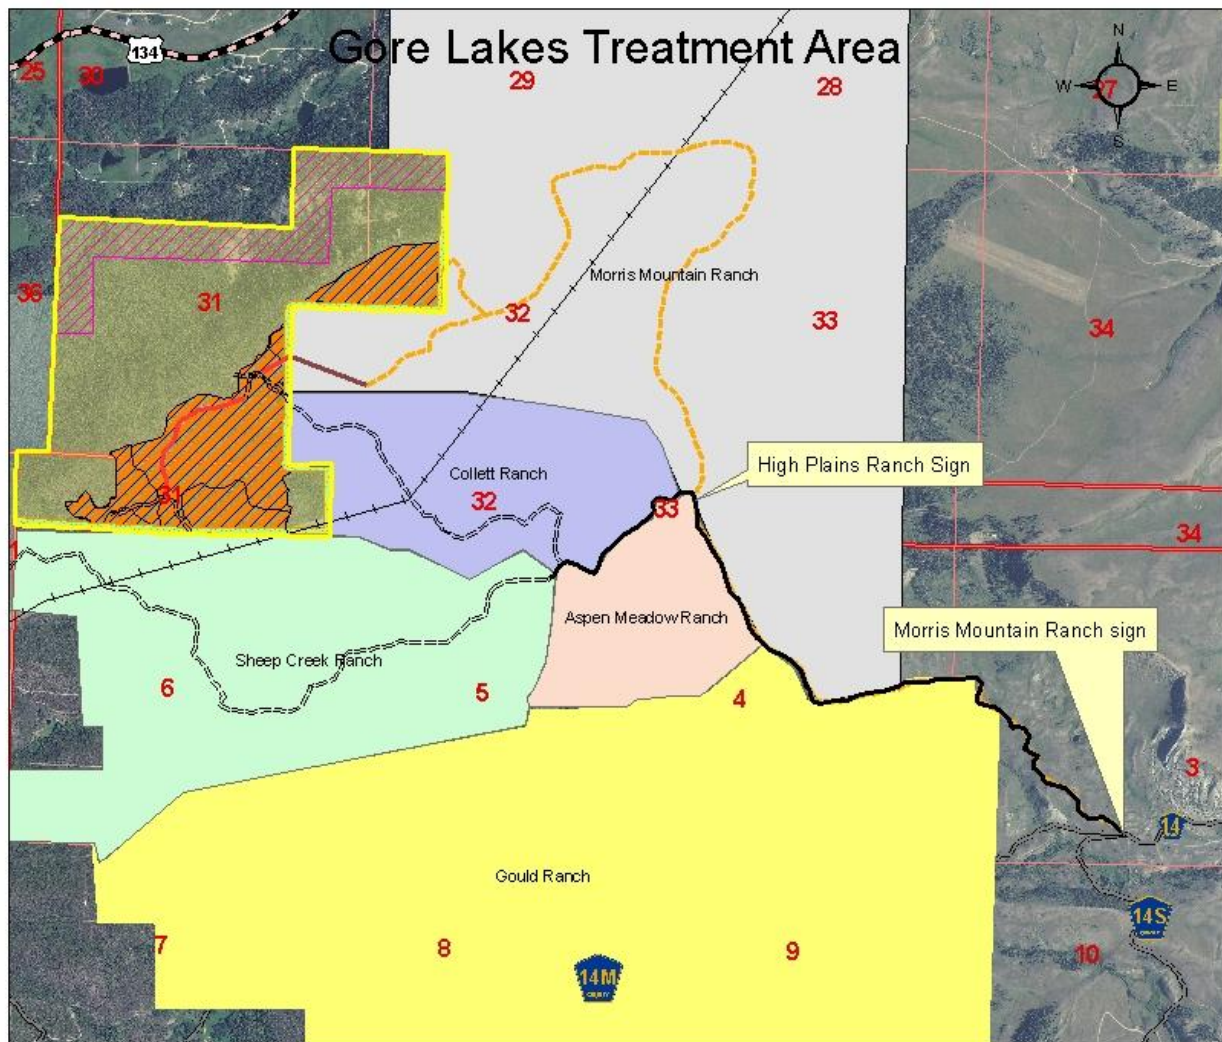 Gore Lakes Treatment Area
134
25
30
29
28
27
N
W
E
S
36
31
Morris Mountain Ranch
32
33
34
High Plains Ranch Sign
Collett Ranch
31
32
33
34
1
Aspen Meadow Ranch
Morris Mountain Ranch sign
Sheep Creek Ranch
6
5
4
3
14
Gould Ranch
14S
7
8
9
10
14M